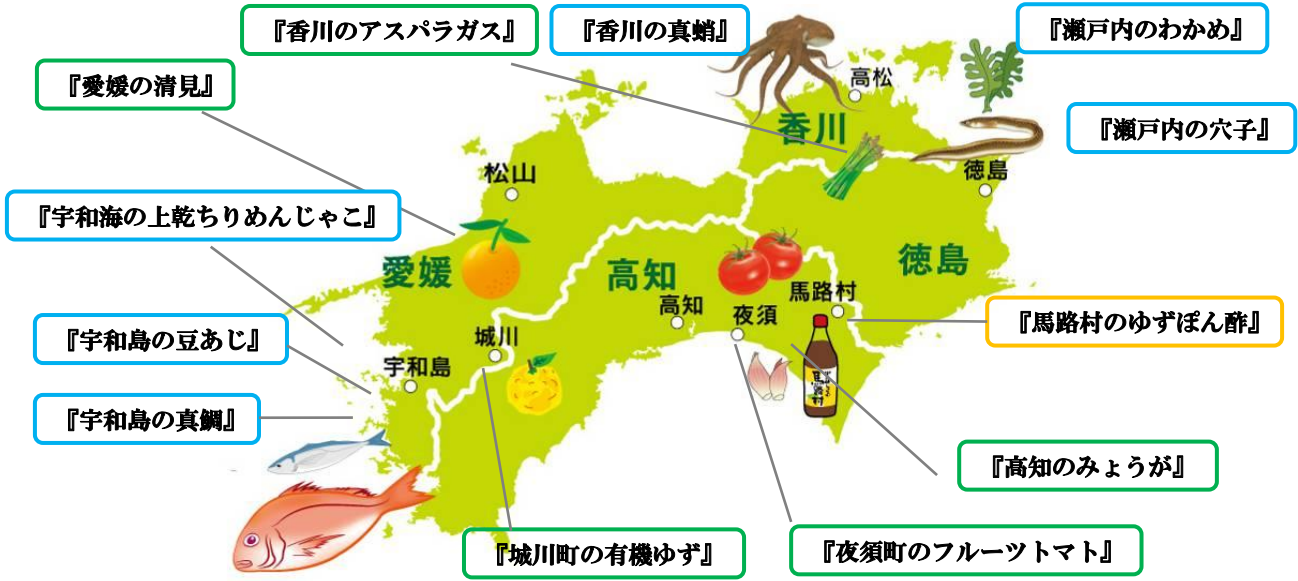 『香川のアスパラガス』
『香川の真蛸』
『瀬戸内のわかめ』
『愛媛の清見』
高松
香川
『瀬戸内の穴子』
松山
徳島
『宇和海の上乾ちりめんじゃこ』
愛媛
高知
徳島
馬路村
高知
夜須
『馬路村のゆずぽん酢』
『宇和島の豆あじ』
城川
宇和島
馬路村
『宇和島の真鯛』
『高知のみょうが』
『城川町の有機ゆず』
『夜須町のフルーツトマト』